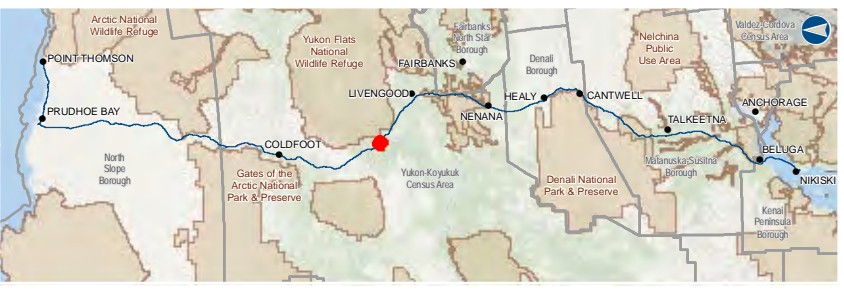 Arctic National
Wildlife Refuge
POINT THOMSON
PRUDHOE BAY
North
Slope
Borough
COLDFOOT
Gates of the
Arctic National
Park & Preserve
Yukon Flats
National
Wildlife Refuge
LIVENGOOD
Fairbanks
North Star
Borough
FAIRBANKS
NENANA
Yukon-Koyukuk
Census Area
Denali
Borough
HEALY
CANTWELL
Denali National
Park & Preserve
Nelchina
Public
Use Area
TALKEETNA
Matanuska-Susitna
Borough
Valdez-Cordova
Census Area
ANCHORAGE
BELUGA
NIKISKI
Kenai
Peninsula
Borough